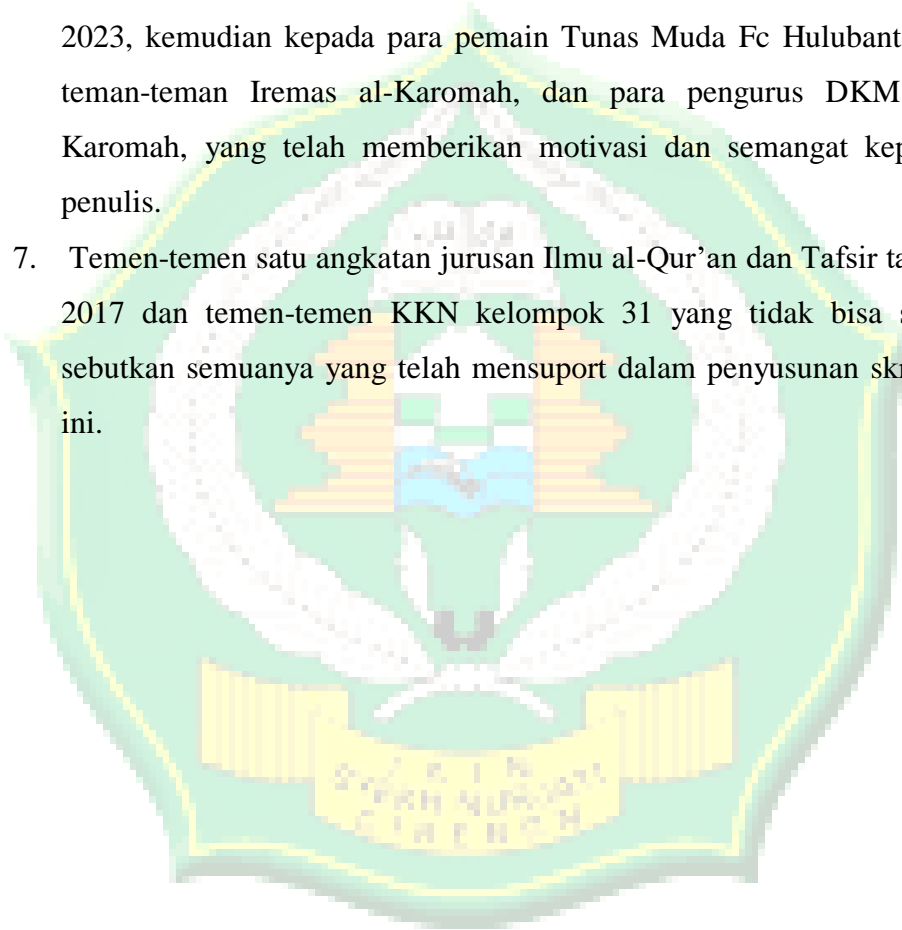 2023, kemudian kepada para pemain Tunas Muda Fc Hulubant
teman-teman Iremas al-Karomah, dan para pengurus DKM
Karomah, yang telah memberikan motivasi dan semangat kep
penulis.
7. Temen-temen satu angkatan jurusan Ilmu al-Qur’an dan Tafsir ta
2017 dan temen-temen KKN kelompok 31 yang tidak bisa s
sebutkan semuanya yang telah mensuport dalam penyusunan skr
ini.
I A I N
SYEKH NURJATI
CIREBON